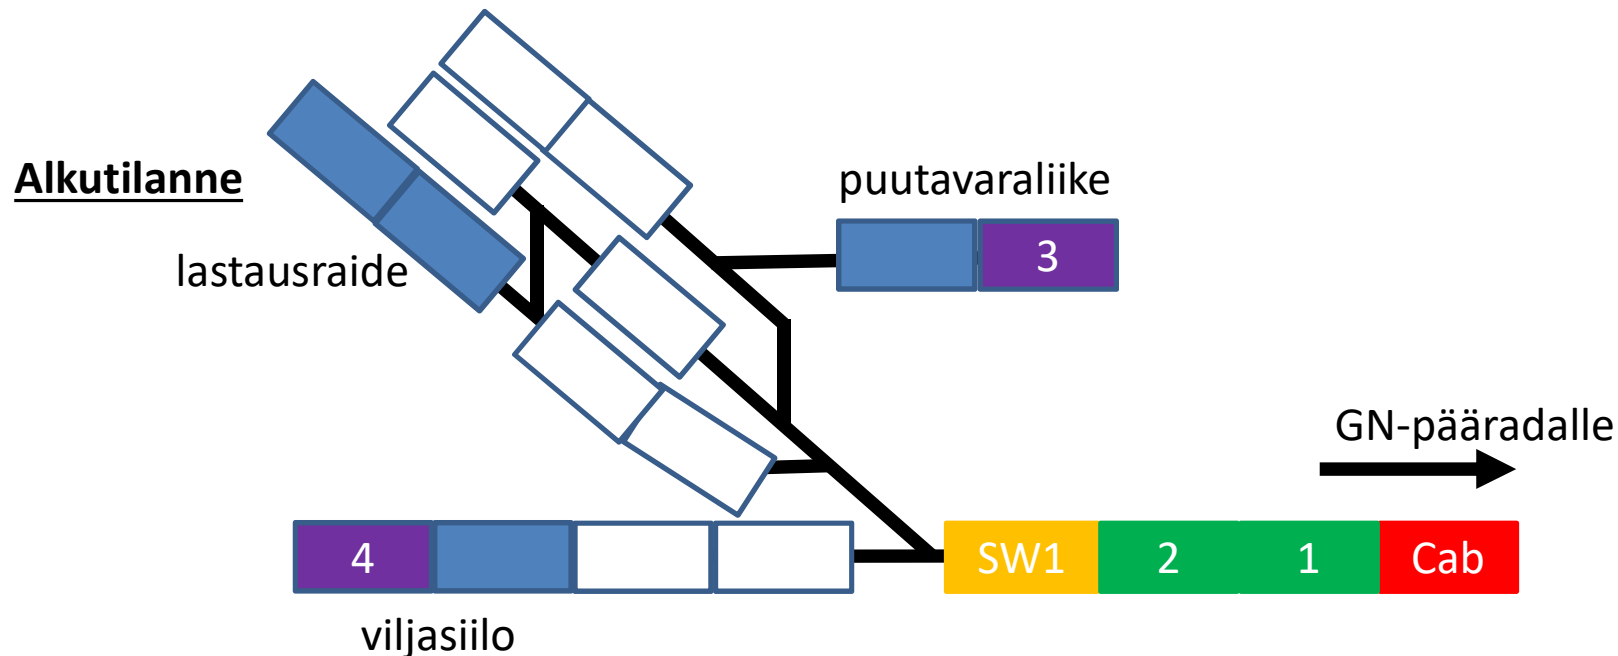 Alkutilanne
puutavaraliike
3
lastausraide
GN-pääradalle
4
SW1 2 1 Cab
viljasiilo